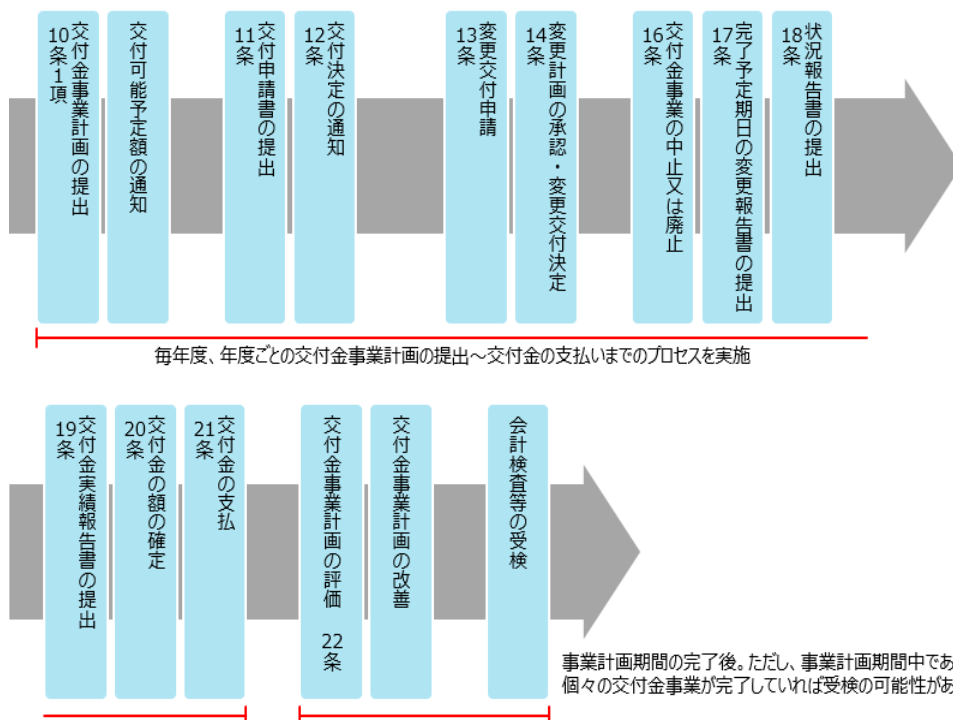 交付金事業計画の提出
10条1項
交付可能予定額の通知
交付申請書の提出
11条
交付決定の通知
12条
変更交付申請
13条
変更計画の承認・変更交付決定
14条
交付金事業の中止又は廃止
16条
完了予定期日の変更報告書の提出
17条
状況報告書の提出
18条
毎年度、年度ごとの交付金事業計画の提出～交付金の支払いまでのプロセスを実施
交付金実績報告書の提出
19条
交付金の額の確定
20条
交付金の支払
21条
交付金事業計画の評価 22条
交付金事業計画の改善
会計検査等の受検
事業計画期間の完了後。ただし、事業計画期間中であ
個々の交付金事業が完了していれば受検の可能性があ